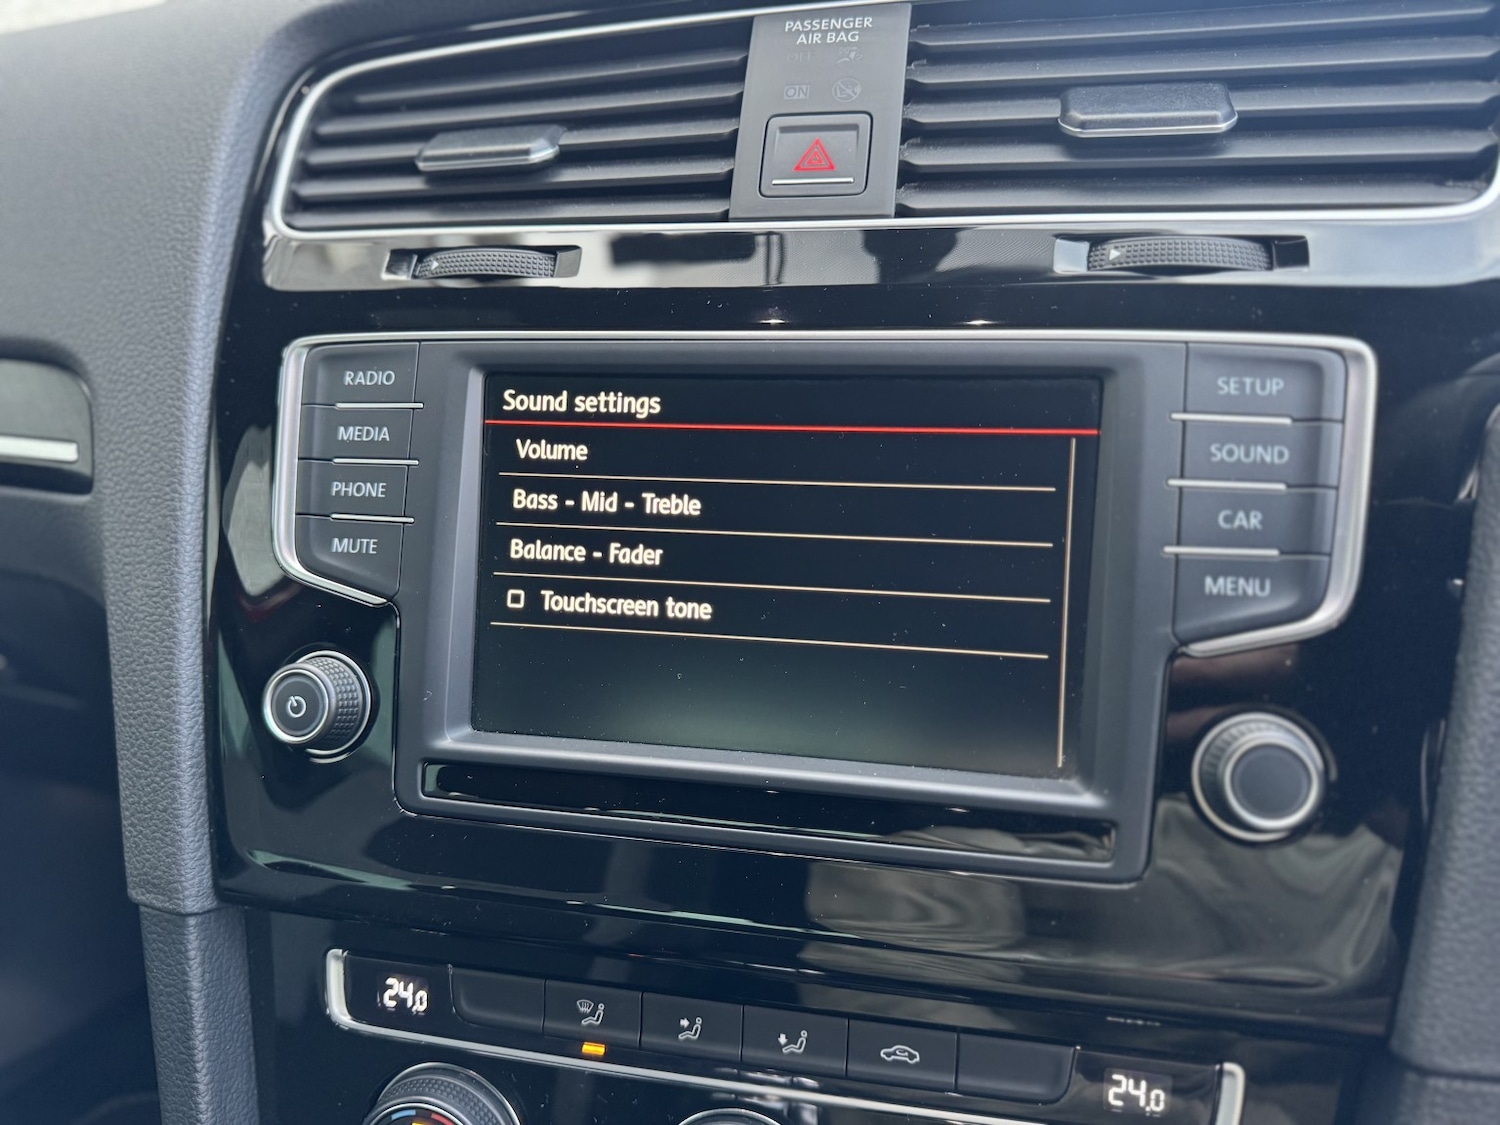 PASSENGER
AIR BAG
OFF
ON
RADIO
MEDIA
PHONE
MUTE
Sound settings
Volume
Bass - Mid - Treble
Balance - Fader
Touchscreen tone
SETUP
SOUND
CAR
MENU
24.0
24.0